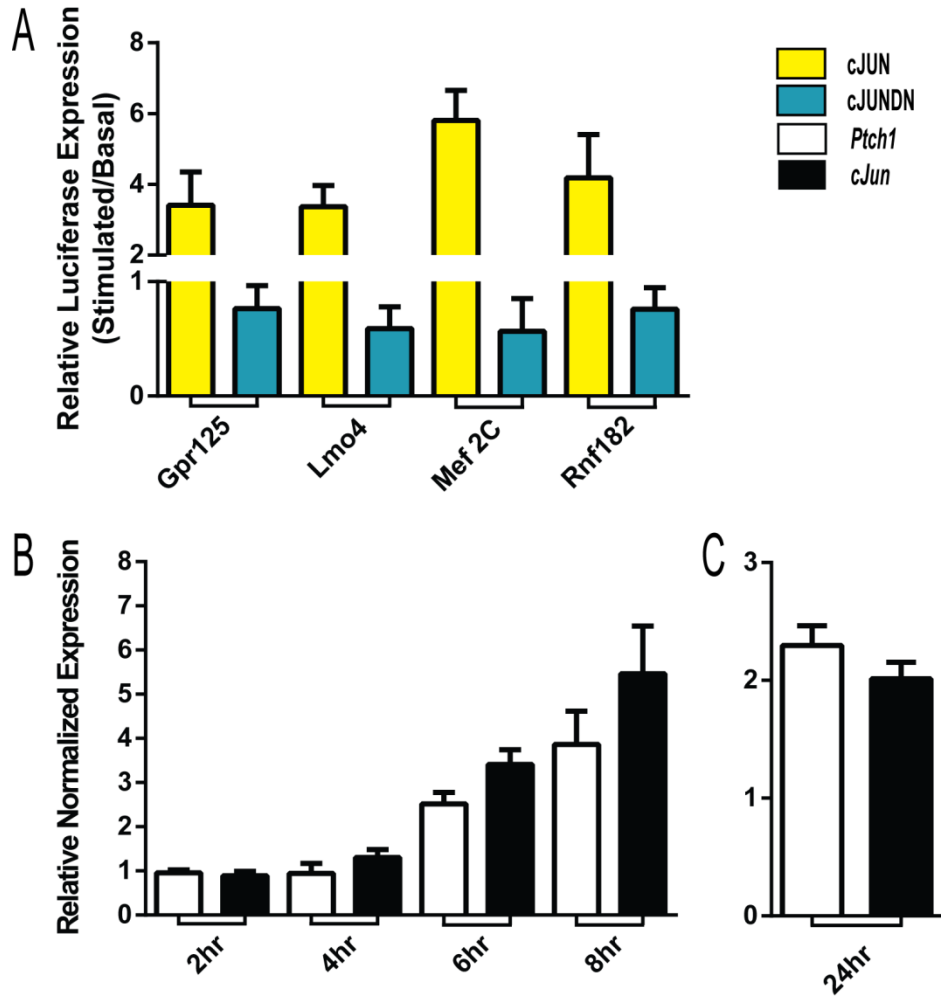 A
Relative Luciferase Expression
(Stimulated/Basal)
8
6
4
2
1
0
Gpr125
Lmo4
Mef 2C
Rnf182
cJUN
cJUNDN
Ptch1
cJun
B
Relative Normalized Expression
8
7
6
5
4
3
2
1
0
2hr
4hr
6hr
8hr
C
3
2
1
0
24hr